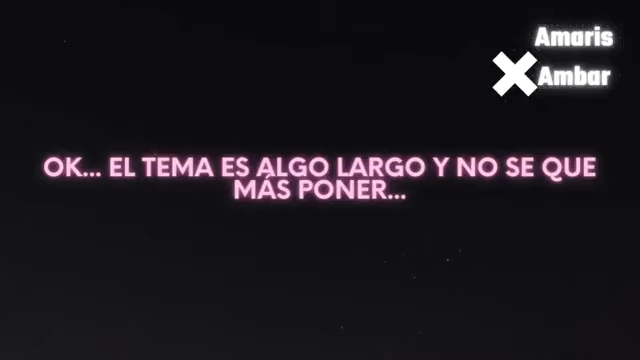 Amaris
Ambar
OK... EL TEMA ES ALGO LARGO Y NO SE QUE
MÁS PONER...